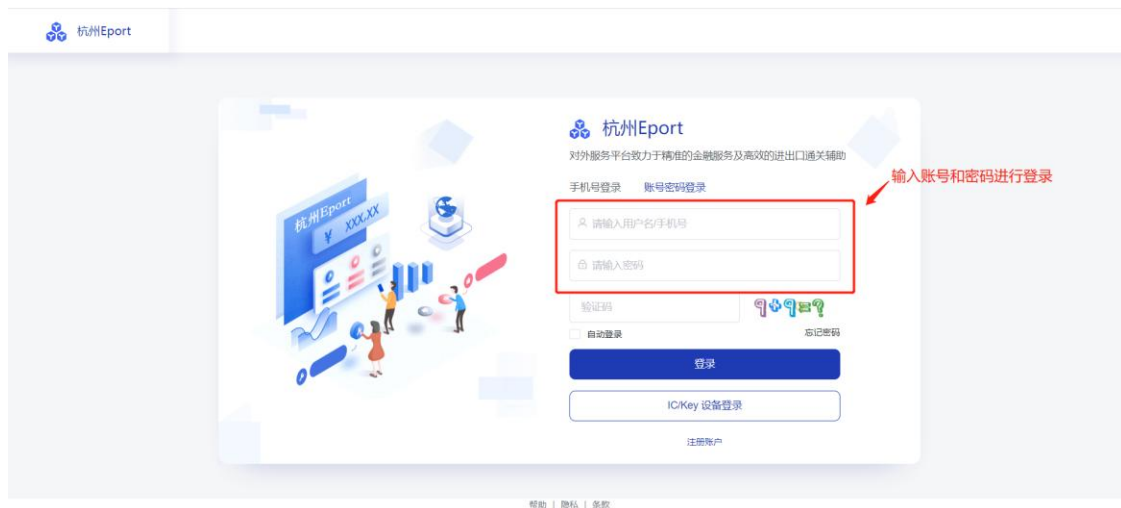 杭州Eport
杭州Eport
¥ XXX,XX
杭州Eport
对外服务平台致力于精准的金融服务及高效的进出口通关辅助
手机号登录 账号密码登录
输入账号和密码进行登录
请输入用户名/手机号
请输入密码
验证码 9+9=?
自动登录 忘记密码
登录
IC/Key 设备登录
注册账户
帮助 | 隐私 | 条款